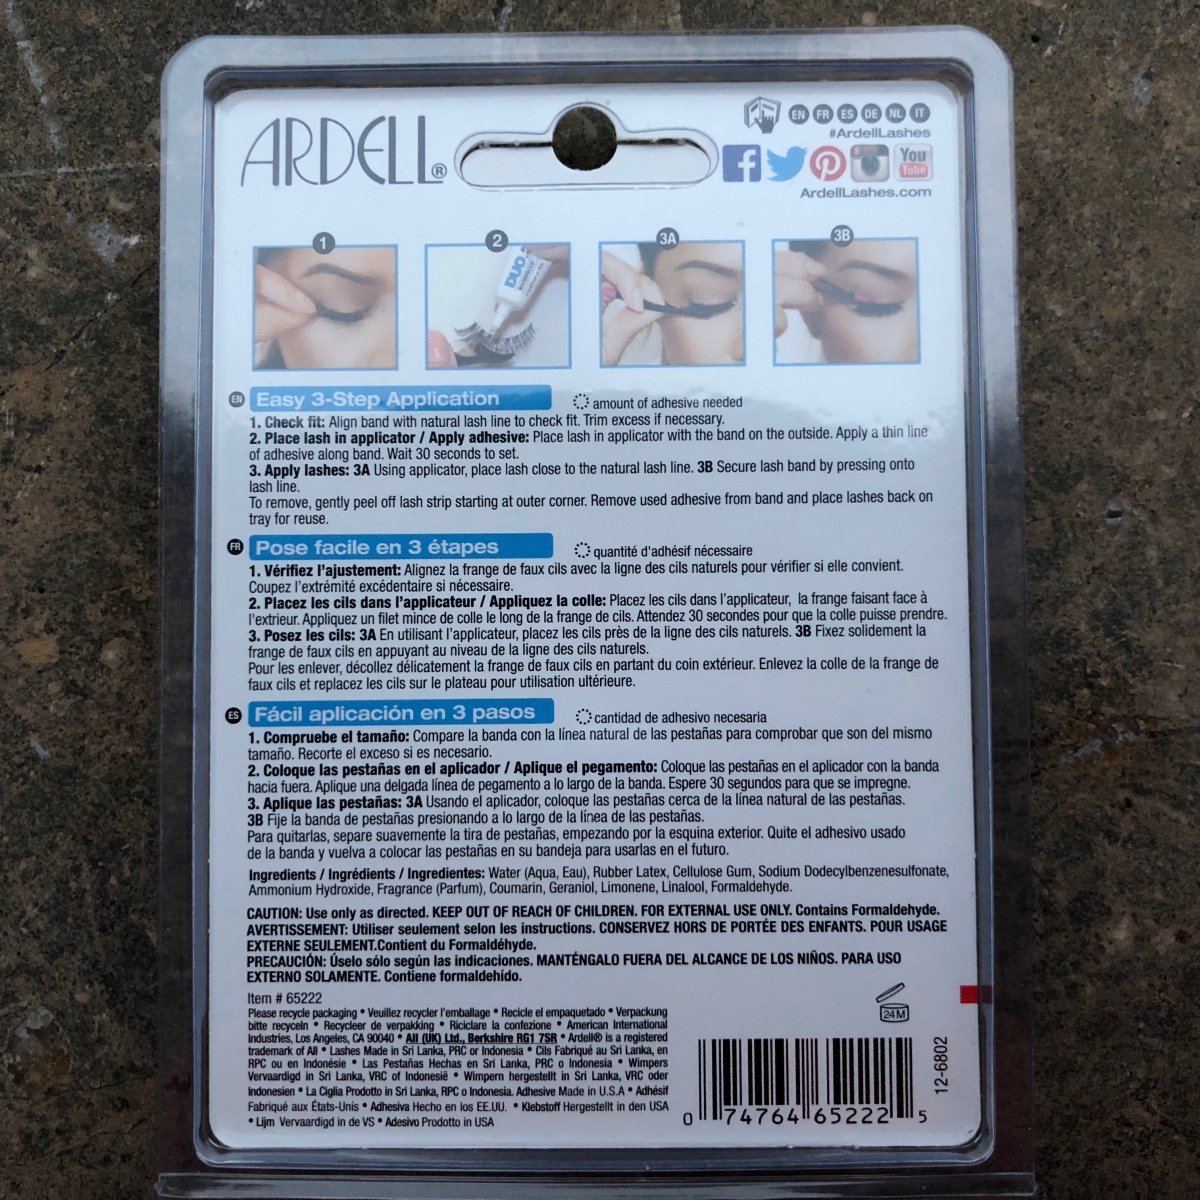 ARDELL®
EN FR ES DE NL IT
#ArdellLashes
You
Tube
ArdellLashes.com
1 2 3A 3B
DUO
EN Easy 3-Step Application amount of adhesive needed
1. Check fit: Align band with natural lash line to check fit. Trim excess if necessary.
2. Place lash in applicator / Apply adhesive: Place lash in applicator with the band on the outside. Apply a thin line
of adhesive along band. Wait 30 seconds to set.
3. Apply lashes: 3A Using applicator, place lash close to the natural lash line. 3B Secure lash band by pressing onto
lash line.
To remove, gently peel off lash strip starting at outer corner. Remove used adhesive from band and place lashes back on
tray for reuse.
FR Pose facile en 3 étapes quantité d'adhésif nécessaire
1. Vérifiez l'ajustement: Alignez la frange de faux cils avec la ligne des cils naturels pour vérifier si elle convient.
Coupez l'extrémité excédentaire si nécessaire.
2. Placez les cils dans l'applicateur / Appliquez la colle: Placez les cils dans l'applicateur, la frange faisant face à
l'extrieur. Appliquez un filet mince de colle le long de la frange de cils. Attendez 30 secondes pour que la colle puisse prendre.
3. Posez les cils: 3A En utilisant l'applicateur, placez les cils près de la ligne des cils naturels. 3B Fixez solidement la
frange de faux cils en appuyant au niveau de la ligne des cils naturels.
Pour les enlever, décollez délicatement la frange de faux cils en partant du coin extérieur. Enlevez la colle de la frange de
faux cils et replacez les cils sur le plateau pour utilisation ultérieure.
ES Fácil aplicación en 3 pasos cantidad de adhesivo necesaria
1. Compruebe el tamaño: Compare la banda con la línea natural de las pestañas para comprobar que son del mismo
tamaño. Recorte el exceso si es necesario.
2. Coloque las pestañas en el aplicador / Aplique el pegamento: Coloque las pestañas en el aplicador con la banda
hacia fuera. Aplique una delgada línea de pegamento a lo largo de la banda. Espere 30 segundos para que se impregne.
3. Aplique las pestañas: 3A Usando el aplicador, coloque las pestañas cerca de la línea natural de las pestañas.
3B Fije la banda de pestañas presionando a lo largo de la línea de las pestañas.
Para quitarlas, separe suavemente la tira de pestañas, empezando por la esquina exterior. Quite el adhesivo usado
de la banda y vuelva a colocar las pestañas en su bandeja para usarlas en el futuro.
Ingredients / Ingrédients / Ingredientes: Water (Aqua, Eau), Rubber Latex, Cellulose Gum, Sodium Dodecylbenzenesulfonate,
Ammonium Hydroxide, Fragrance (Parfum), Coumarin, Geraniol, Limonene, Linalool, Formaldehyde.
CAUTION: Use only as directed. KEEP OUT OF REACH OF CHILDREN. FOR EXTERNAL USE ONLY. Contains Formaldehyde.
AVERTISSEMENT: Utiliser seulement selon les instructions. CONSERVEZ HORS DE PORTÉE DES ENFANTS. POUR USAGE
EXTERNE SEULEMENT.Contient du Formaldéhyde.
PRECAUCIÓN: Úselo sólo según las indicaciones. MANTÉNGALO FUERA DEL ALCANCE DE LOS NIÑOS. PARA USO
EXTERNO SOLAMENTE. Contiene formaldehído.
Item # 65222
Please recycle packaging • Veuillez recycler l'emballage • Recicle el empaquetado • Verpackung
bitte recyceln • Recycleer de verpakking • Riciclare la confezione • American International
Industries, Los Angeles, CA 90040 • AII (UK) Ltd., Berkshire RG1 7SR • Ardell® is a registered
trademark of AII • Lashes Made in Sri Lanka, PRC or Indonesia • Cils Fabriqué au Sri Lanka, en
RPC ou en Indonésie • Las Pestañas Hechas en Sri Lanka, PRC o Indonesia • Wimpers
Vervaardigd in Sri Lanka, VRC of Indonesië • Wimpern hergestellt in Sri Lanka, VRC oder
Indonesien • La Ciglia Prodotto in Sri Lanka, RPC o Indonesia. Adhesive Made in U.S.A • Adhésif
Fabriqué aux États-Unis • Adhesiva Hecho en los EE.UU. • Klebstoff Hergestellt in den USA
• Lijm Vervaardigd in de VS • Adesivo Prodotto in USA
24M
12-6802
0 74764 65222 5